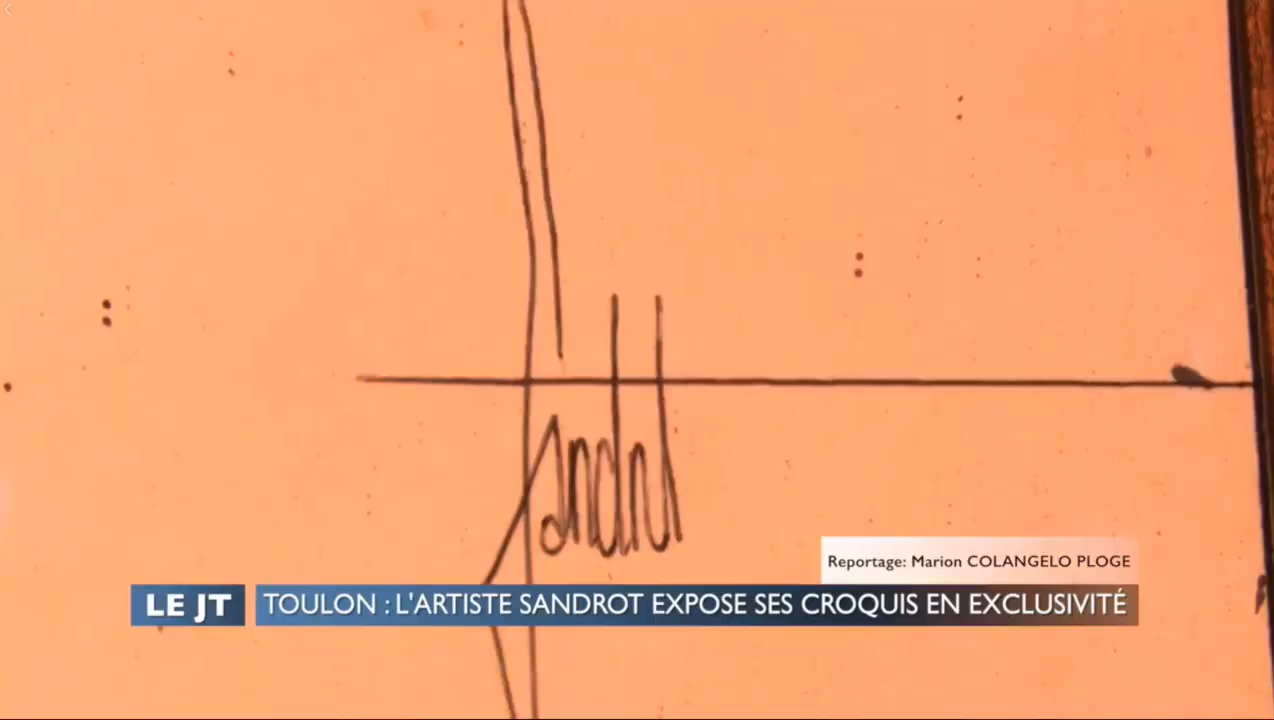 Sandrot
Reportage: Marion COLANGELO PLOGE
LE JT
TOULON : L'ARTISTE SANDROT EXPOSE SES CROQUIS EN EXCLUSIVITÉ